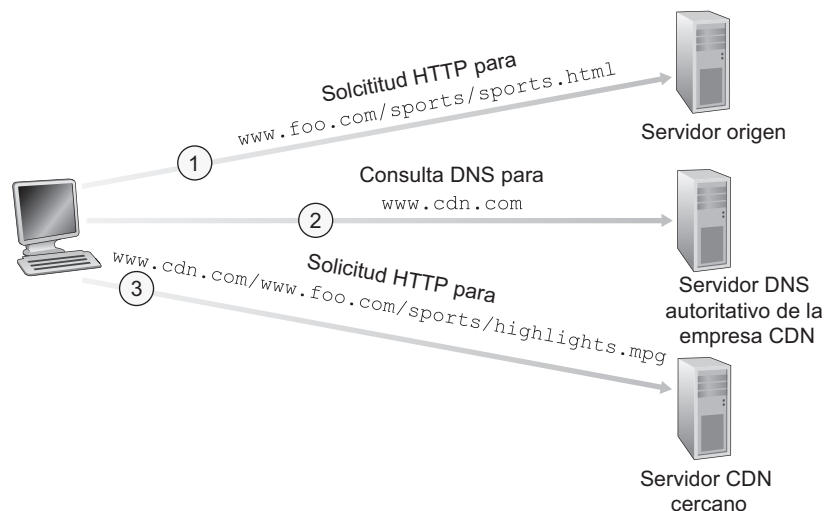 Solcititud HTTP para
www.foo.com/sports/sports.html
Servidor origen
1
Consulta DNS para
www.cdn.com
2
Servidor DNS
autoritativo de la
empresa CDN
Solicitud HTTP para
www.cdn.com/www.foo.com/sports/highlights.mpg
3
Servidor CDN
cercano